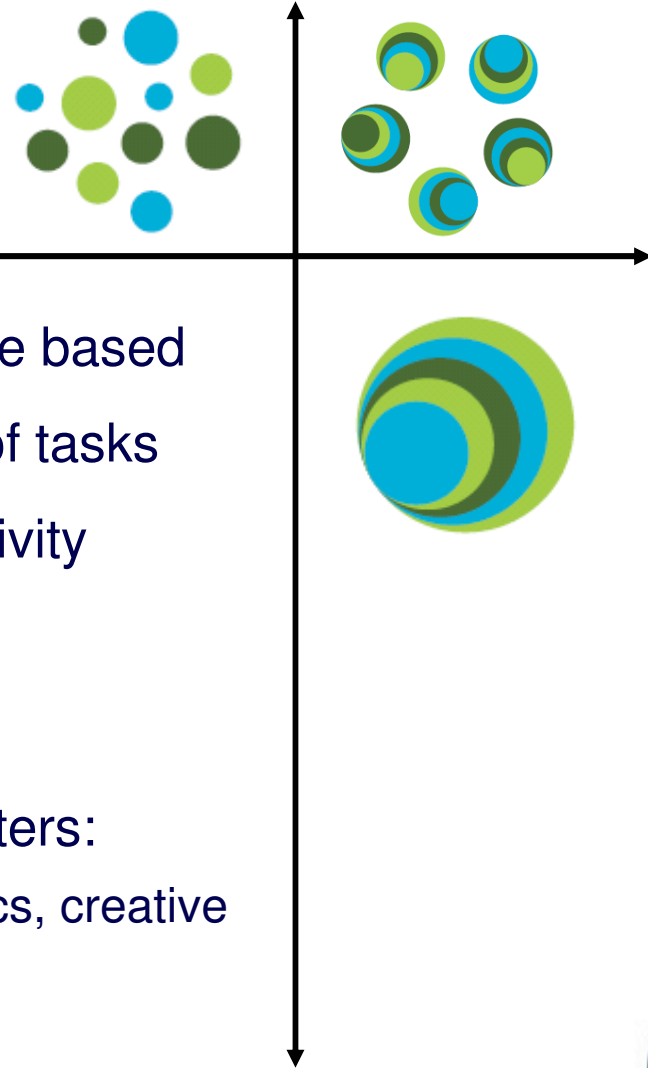 e based
of tasks
ivity
ters:
cs, creative